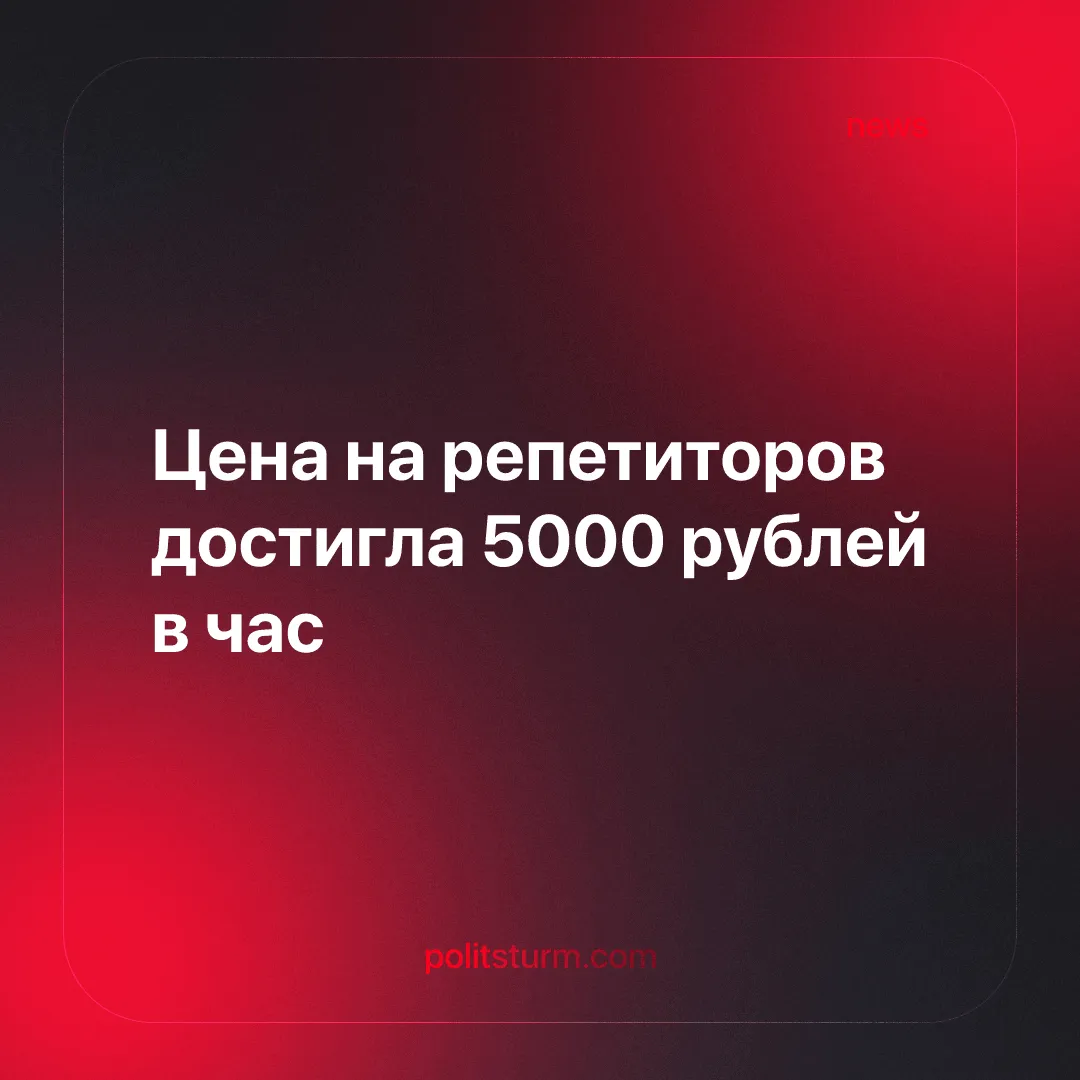 news
Цена на репетиторов
достигла 5000 рублей
в час
politsturm.com